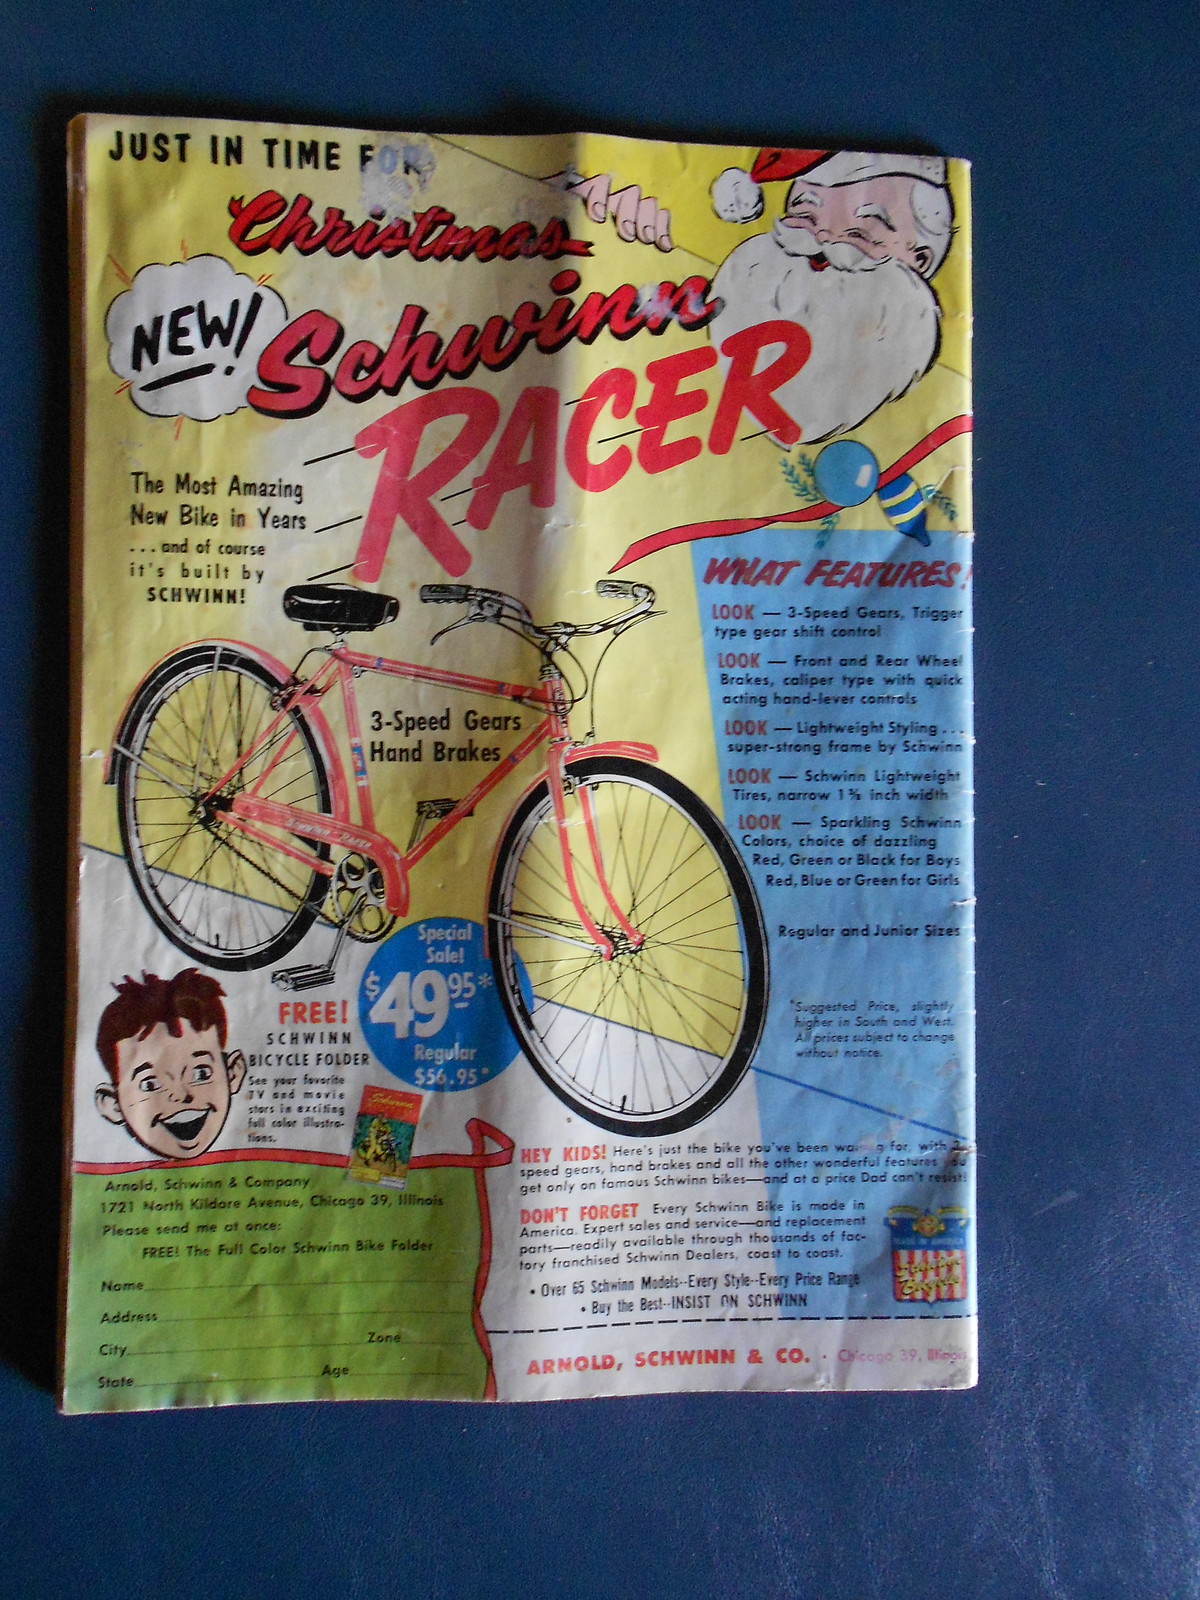 JUST IN TIME FOR
Christmas
NEW!
Schwinn
RACER
The Most Amazing
New Bike in Years
...and of course
it's built by
SCHWINN!
3-Speed Gears
Hand Brakes
Schwinn Racer
WHAT FEATURES!
LOOK — 3-Speed Gears, Trigger
type gear shift control
LOOK — Front and Rear Wheel
Brakes, caliper type with quick
acting hand-lever controls
LOOK — Lightweight Styling ...
super-strong frame by Schwinn
LOOK — Schwinn Lightweight
Tires, narrow 1⅜ inch width
LOOK — Sparkling Schwinn
Colors, choice of dazzling
Red, Green or Black for Boys
Red, Blue or Green for Girls
Regular and Junior Sizes
*Suggested Price, slightly
higher in South and West.
All prices subject to change
without notice.
Special
Sale!
$49.95*
Regular
$56.95*
FREE!
SCHWINN
BICYCLE FOLDER
See your favorite
TV and movie
stars in exciting
full color illustra-
tions.
Schwinn
Arnold, Schwinn & Company
1721 North Kildare Avenue, Chicago 39, Illinois
Please send me at once:
FREE! The Full Color Schwinn Bike Folder
Name
Address
City Zone
State Age
HEY KIDS! Here's just the bike you've been waiting for, with 3-
speed gears, hand brakes and all the other wonderful features you
get only on famous Schwinn bikes—and at a price Dad can't resist!
DON'T FORGET Every Schwinn Bike is made in
America. Expert sales and service—and replacement
parts—readily available through thousands of fac-
tory franchised Schwinn Dealers, coast to coast.
• Over 65 Schwinn Models--Every Style--Every Price Range
• Buy the Best--INSIST ON SCHWINN
MADE IN AMERICA
Schwinn
Bicycle
ARNOLD, SCHWINN & CO. · Chicago 39, Illinois